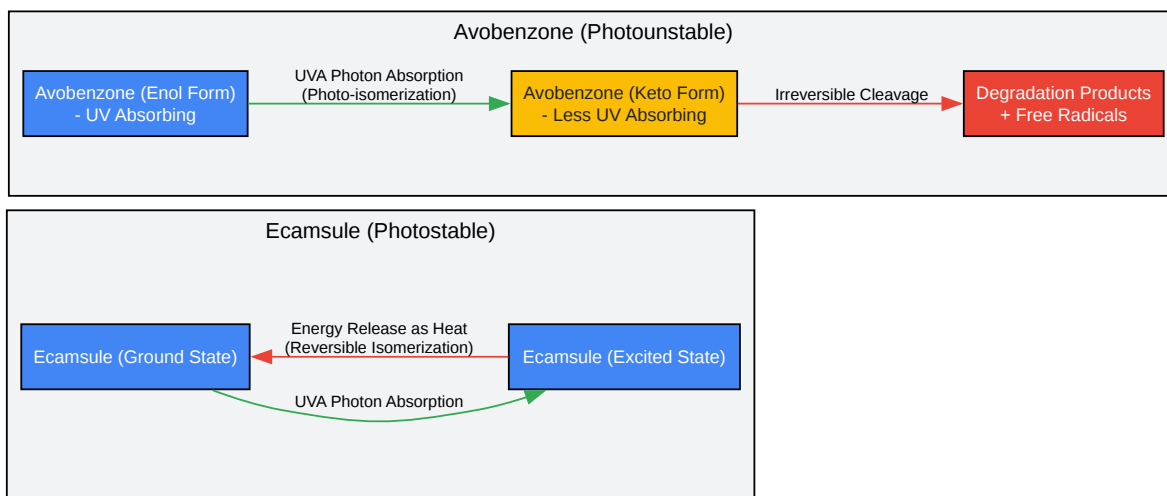 Avobenzone (Photounstable)
Avobenzone (Enol Form)
- UV Absorbing
UVA Photon Absorption
(Photo-isomerization)
Avobenzone (Keto Form)
- Less UV Absorbing
Irreversible Cleavage
Degradation Products
+ Free Radicals
Ecamsule (Photostable)
Ecamsule (Ground State)
Energy Release as Heat
(Reversible Isomerization)
Ecamsule (Excited State)
UVA Photon Absorption